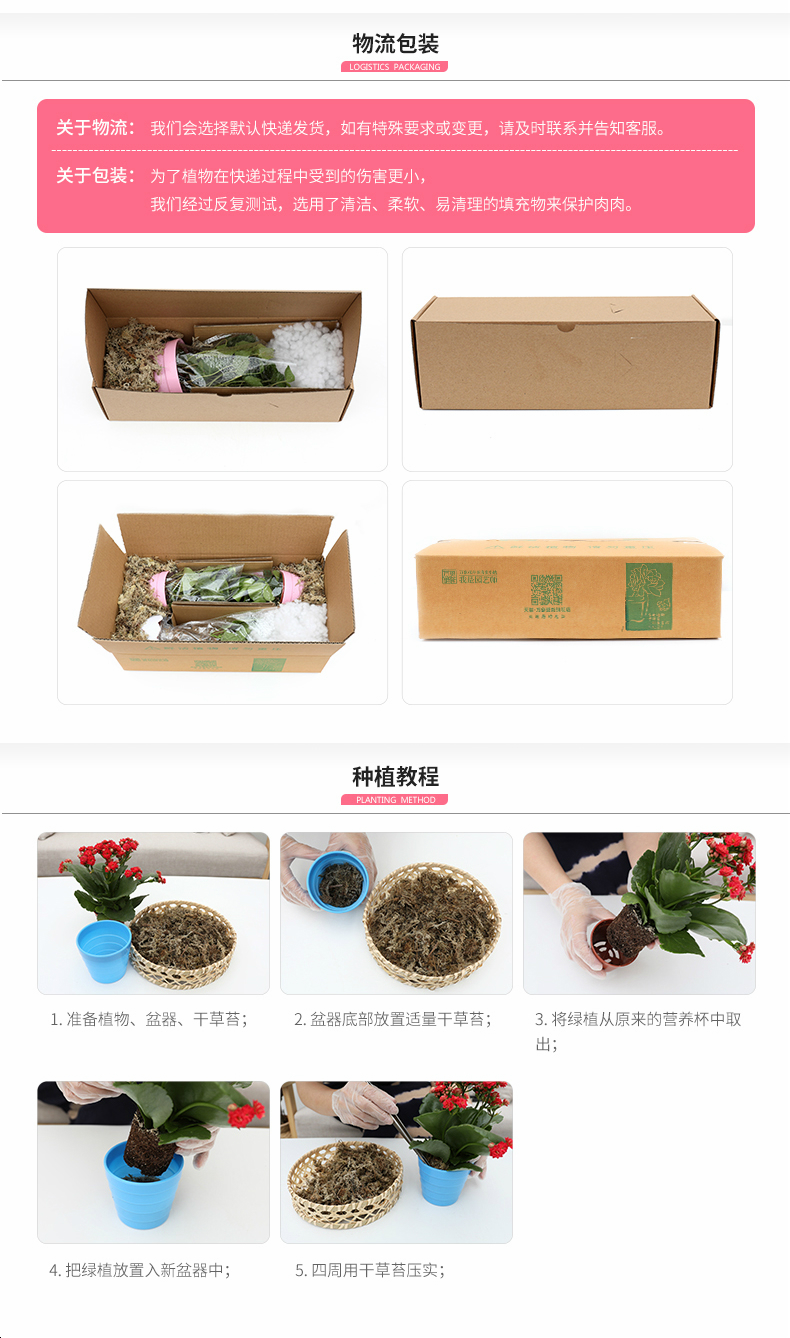 物流包装
LOGISTICS PACKAGING
关于物流： 我们会选择默认快递发货，如有特殊要求或变更，请及时联系并告知客服。
关于包装： 为了植物在快递过程中受到的伤害更小，
我们经过反复测试，选用了清洁、柔软、易清理的填充物来保护肉肉。
我是园艺师
种植教程
PLANTING METHOD
1. 准备植物、盆器、干草苔；
2. 盆器底部放置适量干草苔；
3. 将绿植从原来的营养杯中取
出；
4. 把绿植放置入新盆器中；
5. 四周用干草苔压实；